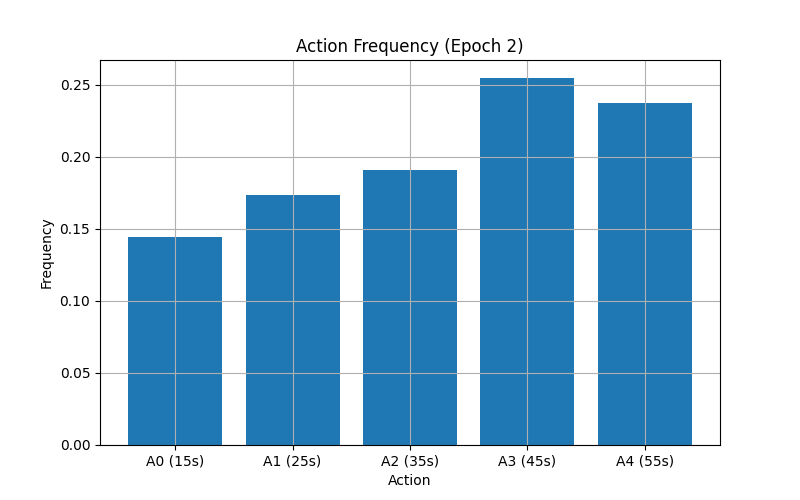 Action Frequency (Epoch 2)
Frequency
0.25
0.20
0.15
0.10
0.05
0.00
A0 (15s) A1 (25s) A2 (35s) A3 (45s) A4 (55s)
Action